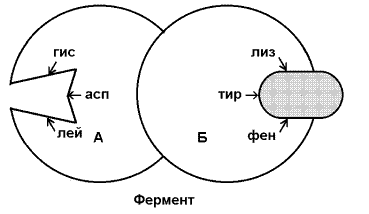 гис
лиз
асп
тир
лей
А
Б
фен
Фермент